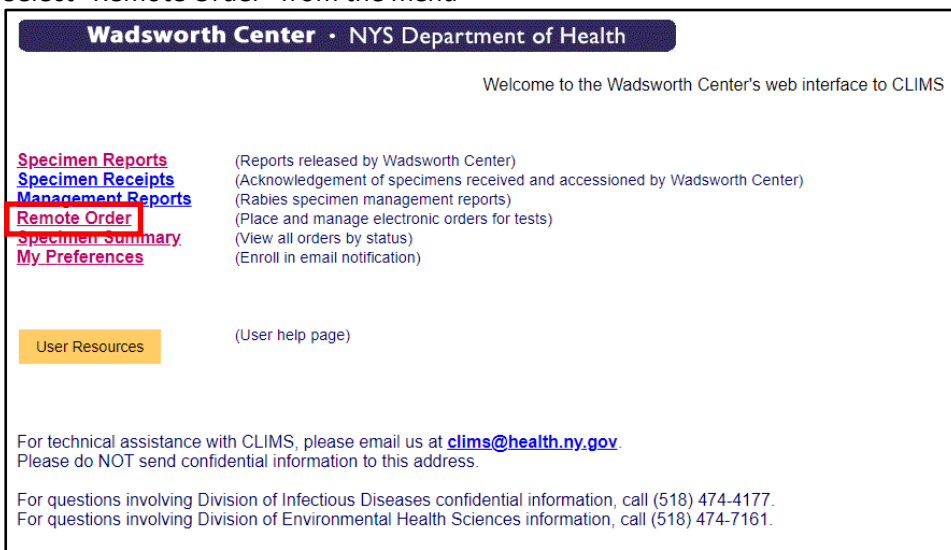 select "Remote Order" from the menu
Wadsworth Center • NYS Department of Health
Welcome to the Wadsworth Center's web interface to CLIMS
Specimen Reports (Reports released by Wadsworth Center)
Specimen Receipts (Acknowledgement of specimens received and accessioned by Wadsworth Center)
Management Reports (Rabies specimen management reports)
Remote Order (Place and manage electronic orders for tests)
Specimen Summary (View all orders by status)
My Preferences (Enroll in email notification)
User Resources (User help page)
For technical assistance with CLIMS, please email us at clims@health.ny.gov.
Please do NOT send confidential information to this address.
For questions involving Division of Infectious Diseases confidential information, call (518) 474-4177.
For questions involving Division of Environmental Health Sciences information, call (518) 474-7161.